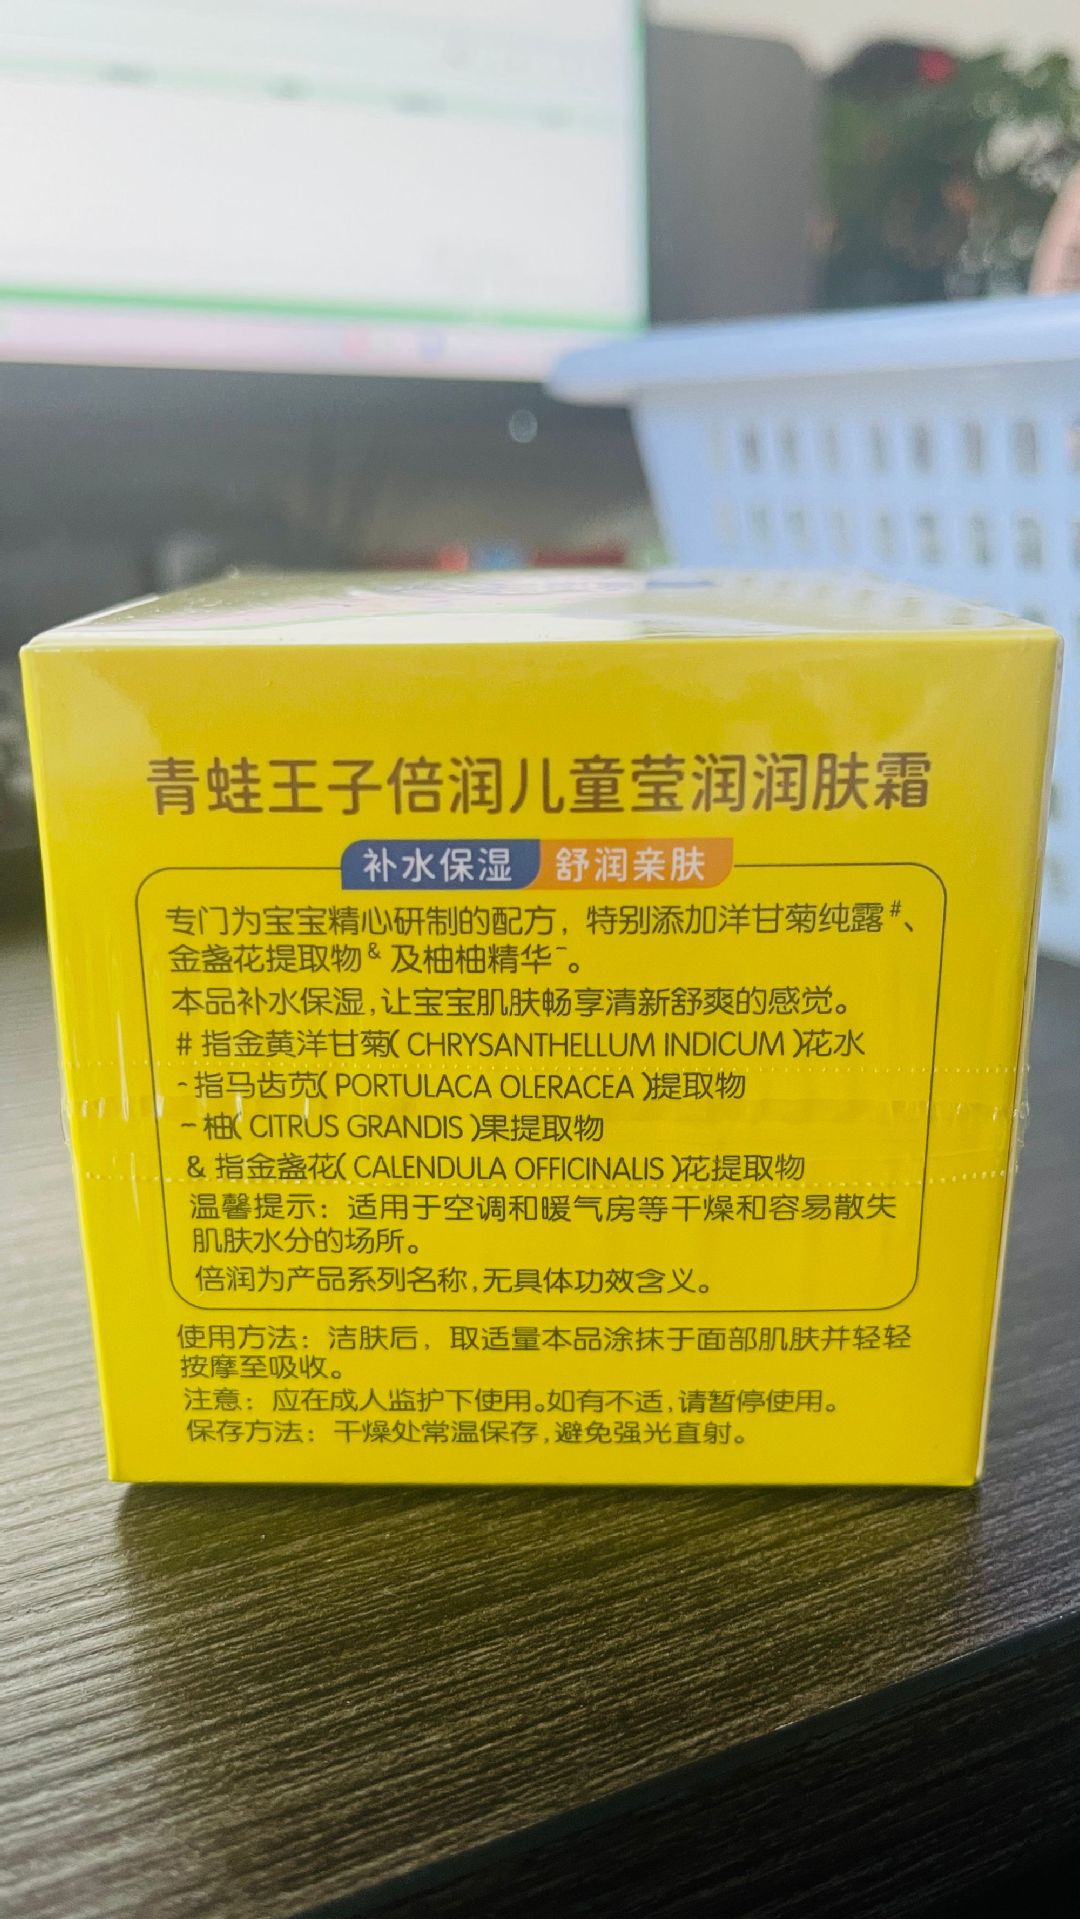 青蛙王子倍润儿童莹润润肤霜
补水保湿 舒润亲肤
专门为宝宝精心研制的配方，特别添加洋甘菊纯露#、
金盏花提取物&及柚柚精华~。
本品补水保湿,让宝宝肌肤畅享清新舒爽的感觉。
# 指金黄洋甘菊( CHRYSANTHELLUM INDICUM )花水
- 指马齿苋( PORTULACA OLERACEA )提取物
~ 柚( CITRUS GRANDIS )果提取物
& 指金盏花( CALENDULA OFFICINALIS )花提取物
温馨提示：适用于空调和暖气房等干燥和容易散失
肌肤水分的场所。
倍润为产品系列名称,无具体功效含义。
使用方法：洁肤后，取适量本品涂抹于面部肌肤并轻轻
按摩至吸收。
注意：应在成人监护下使用。如有不适,请暂停使用。
保存方法：干燥处常温保存,避免强光直射。